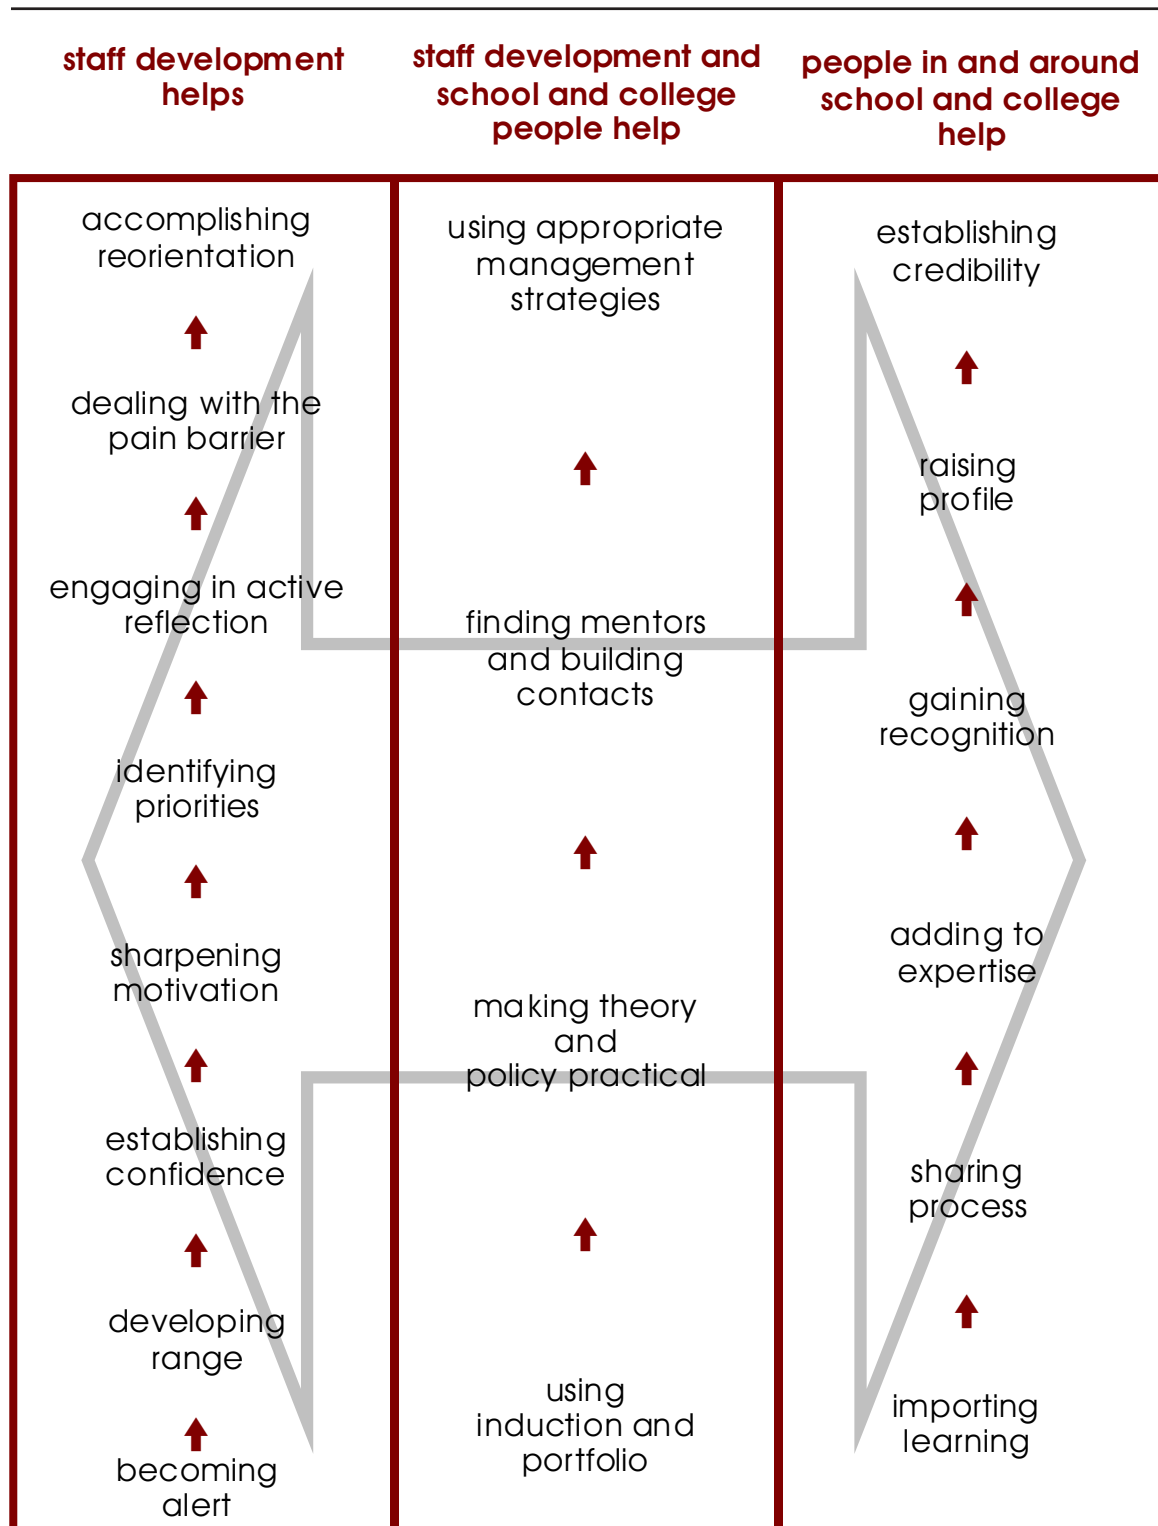 staff development
helps
staff development and
school and college
people help
people in and around
school and college
help
accomplishing
reorientation
dealing with the
pain barrier
engaging in active
reflection
identifying
priorities
sharpening
motivation
establishing
confidence
developing
range
becoming
alert
using appropriate
management
strategies
finding mentors
and building
contacts
making theory
and
policy practical
using
induction and
portfolio
establishing
credibility
raising
profile
gaining
recognition
adding to
expertise
sharing
process
importing
learning